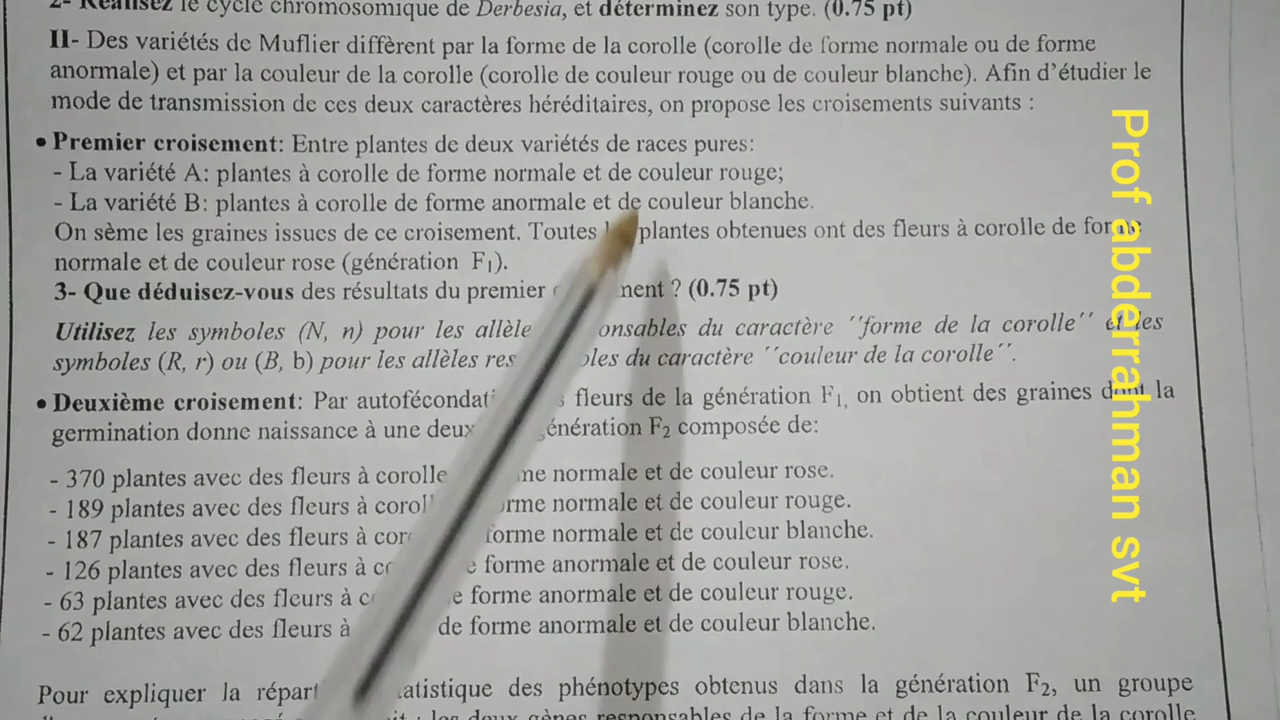 2- Réalisez le cycle chromosomique de Derbesia, et déterminez son type. (0.75 pt)
II- Des variétés de Muflier diffèrent par la forme de la corolle (corolle de forme normale ou de forme
anormale) et par la couleur de la corolle (corolle de couleur rouge ou de couleur blanche). Afin d'étudier le
mode de transmission de ces deux caractères héréditaires, on propose les croisements suivants :
• Premier croisement: Entre plantes de deux variétés de races pures:
- La variété A: plantes à corolle de forme normale et de couleur rouge;
- La variété B: plantes à corolle de forme anormale et de couleur blanche.
On sème les graines issues de ce croisement. Toutes plantes obtenues ont des fleurs à corolle de forme
normale et de couleur rose (génération F₁).
3- Que déduisez-vous des résultats du premier ? (0.75 pt)
Utilisez les symboles (N, n) pour les du caractère ''forme de la corolle'' et les
symboles (R, r) ou (B, b) pour les allèles du caractère ''couleur de la corolle''.
• Deuxième croisement: Par fleurs de la génération F₁, on obtient des graines dont la
germination donne naissance à une génération F₂ composée de:
- 370 plantes avec des fleurs à corolle normale et de couleur rose.
- 189 plantes avec des fleurs à forme normale et de couleur rouge.
- 187 plantes avec des fleurs à forme normale et de couleur blanche.
- 126 plantes avec des fleurs à forme anormale et de couleur rose.
- 63 plantes avec des fleurs à forme anormale et de couleur rouge.
- 62 plantes avec des fleurs à de forme anormale et de couleur blanche.
Pour expliquer la des phénotypes obtenus dans la génération F₂, un groupe
: les deux gènes responsables de la forme et de la couleur de la corolle
Prof abderrahman svt